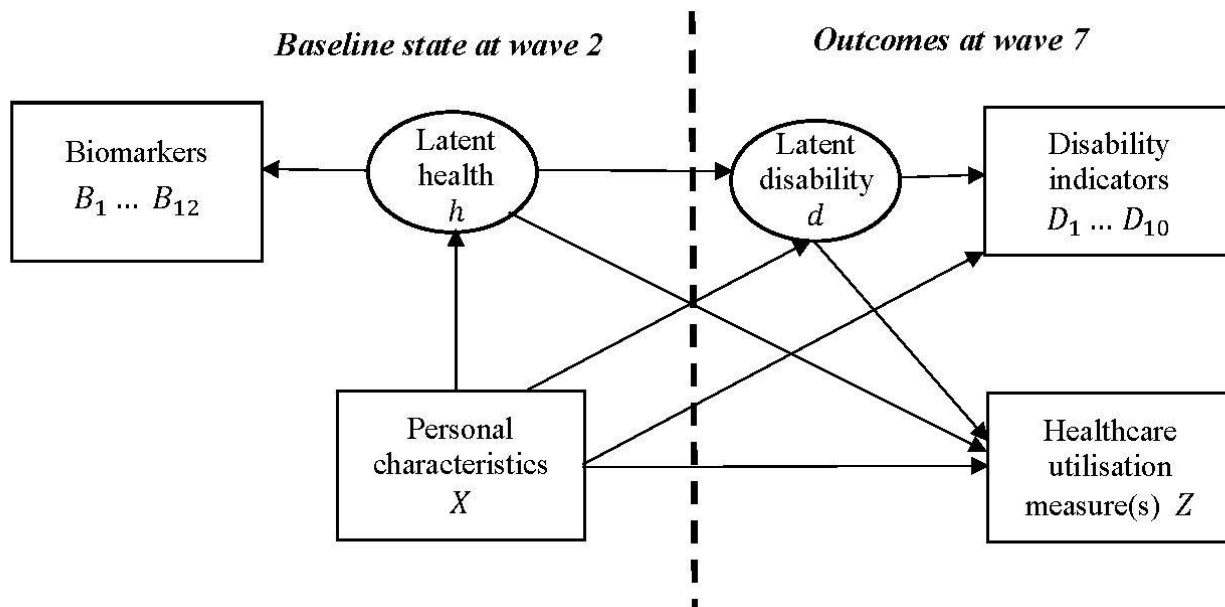 Baseline state at wave 2
Outcomes at wave 7
Biomarkers
B₁ … B₁₂
Latent
health
h
Latent
disability
d
Disability
indicators
D₁ … D₁₀
Personal
characteristics
X
Healthcare
utilisation
measure(s) Z